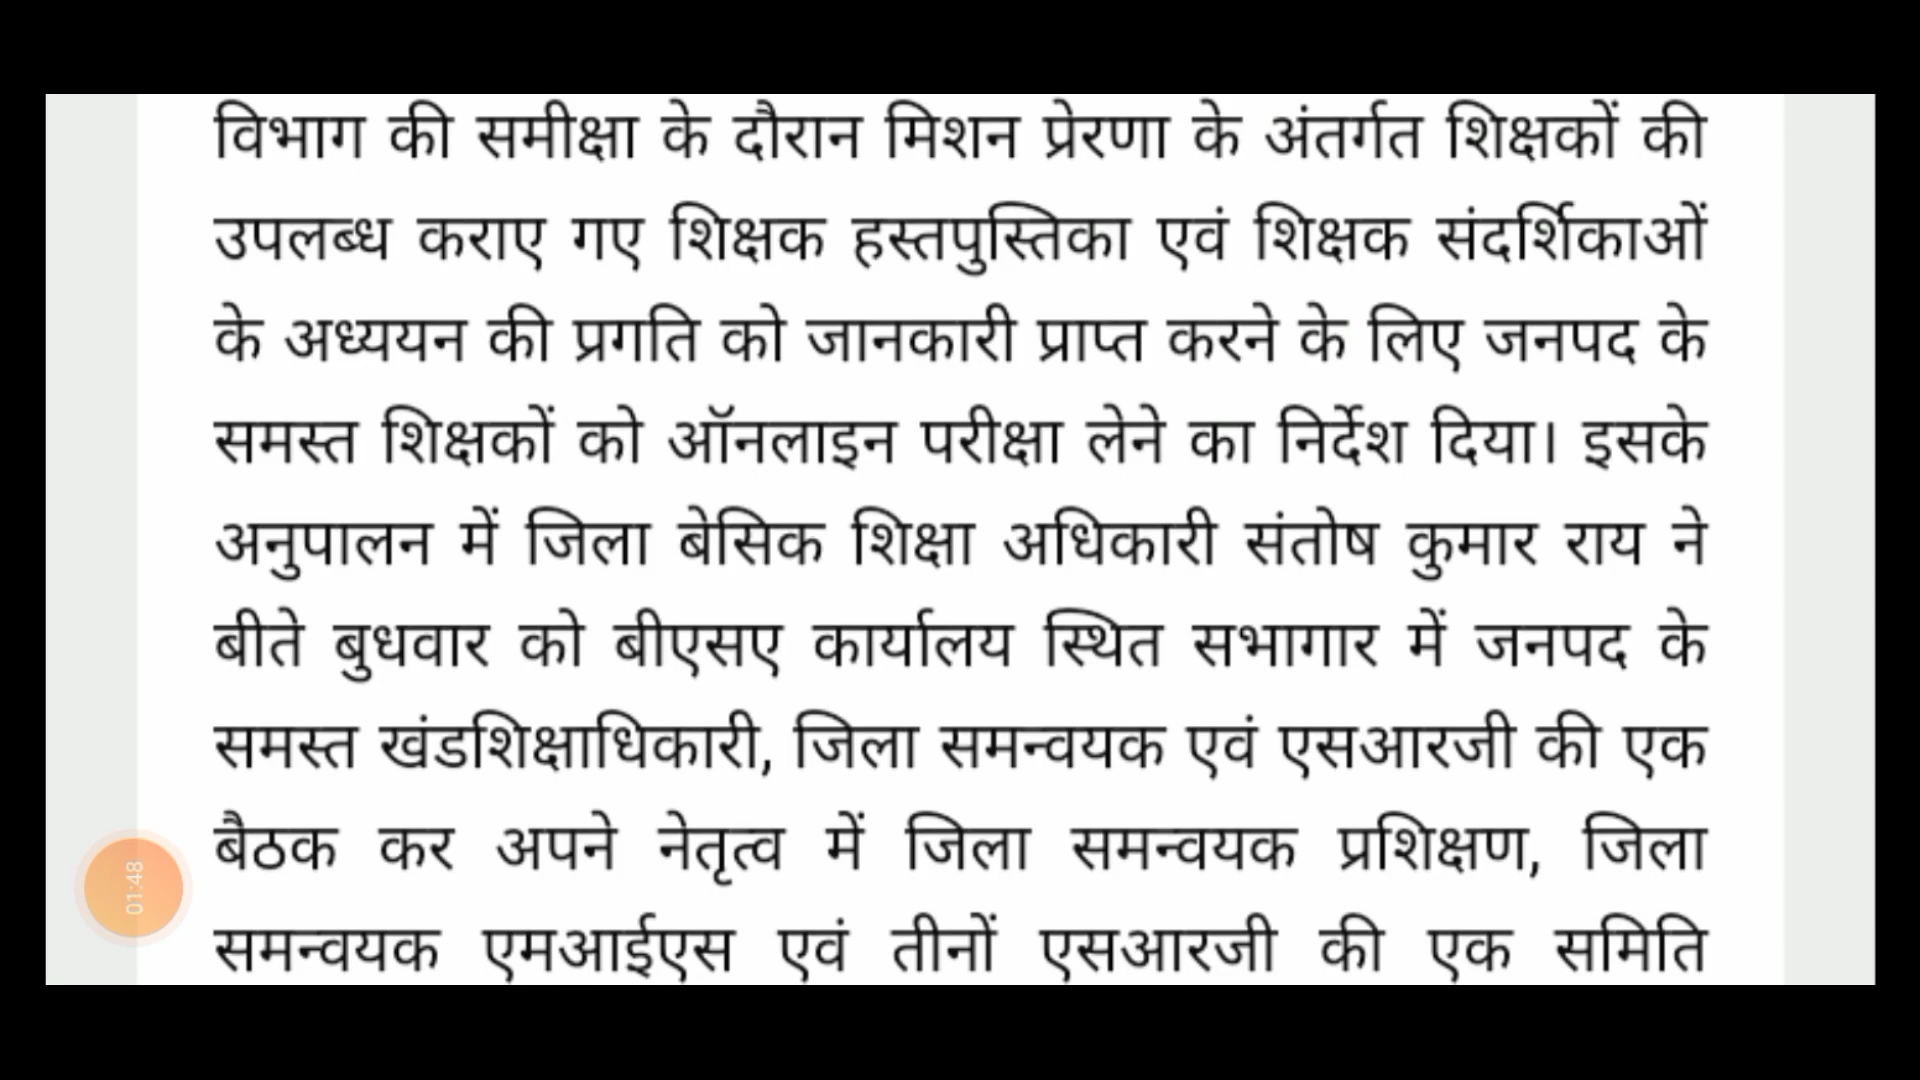 विभाग की समीक्षा के दौरान मिशन प्रेरणा के अंतर्गत शिक्षकों की
उपलब्ध कराए गए शिक्षक हस्तपुस्तिका एवं शिक्षक संदर्शिकाओं
के अध्ययन की प्रगति को जानकारी प्राप्त करने के लिए जनपद के
समस्त शिक्षकों को ऑनलाइन परीक्षा लेने का निर्देश दिया। इसके
अनुपालन में जिला बेसिक शिक्षा अधिकारी संतोष कुमार राय ने
बीते बुधवार को बीएसए कार्यालय स्थित सभागार में जनपद के
समस्त खंडशिक्षाधिकारी, जिला समन्वयक एवं एसआरजी की एक
बैठक कर अपने नेतृत्व में जिला समन्वयक प्रशिक्षण, जिला
समन्वयक एमआईएस एवं तीनों एसआरजी की एक समिति
01:48